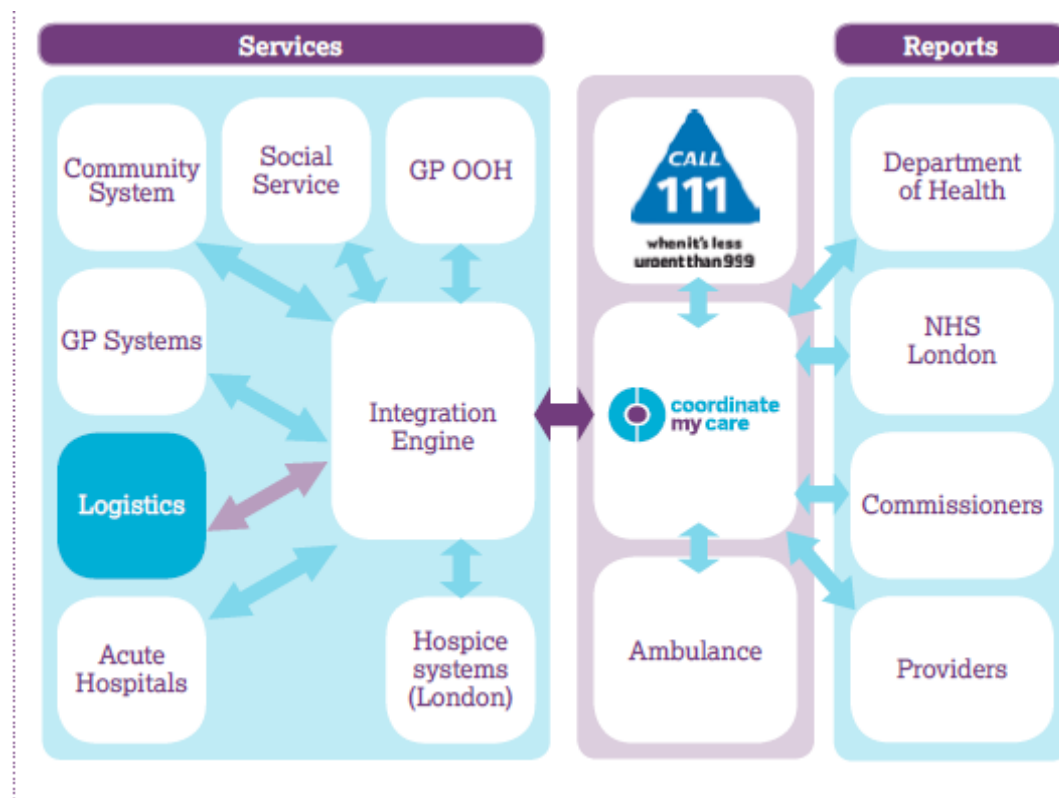 Services
Reports
Community
System
Social
Service
GP OOH
CALL
111
when it's less
urgent than 999
Department
of Health
GP Systems
Integration
Engine
coordinate
my care
NHS
London
Logistics
Commissioners
Acute
Hospitals
Hospice
systems
(London)
Ambulance
Providers